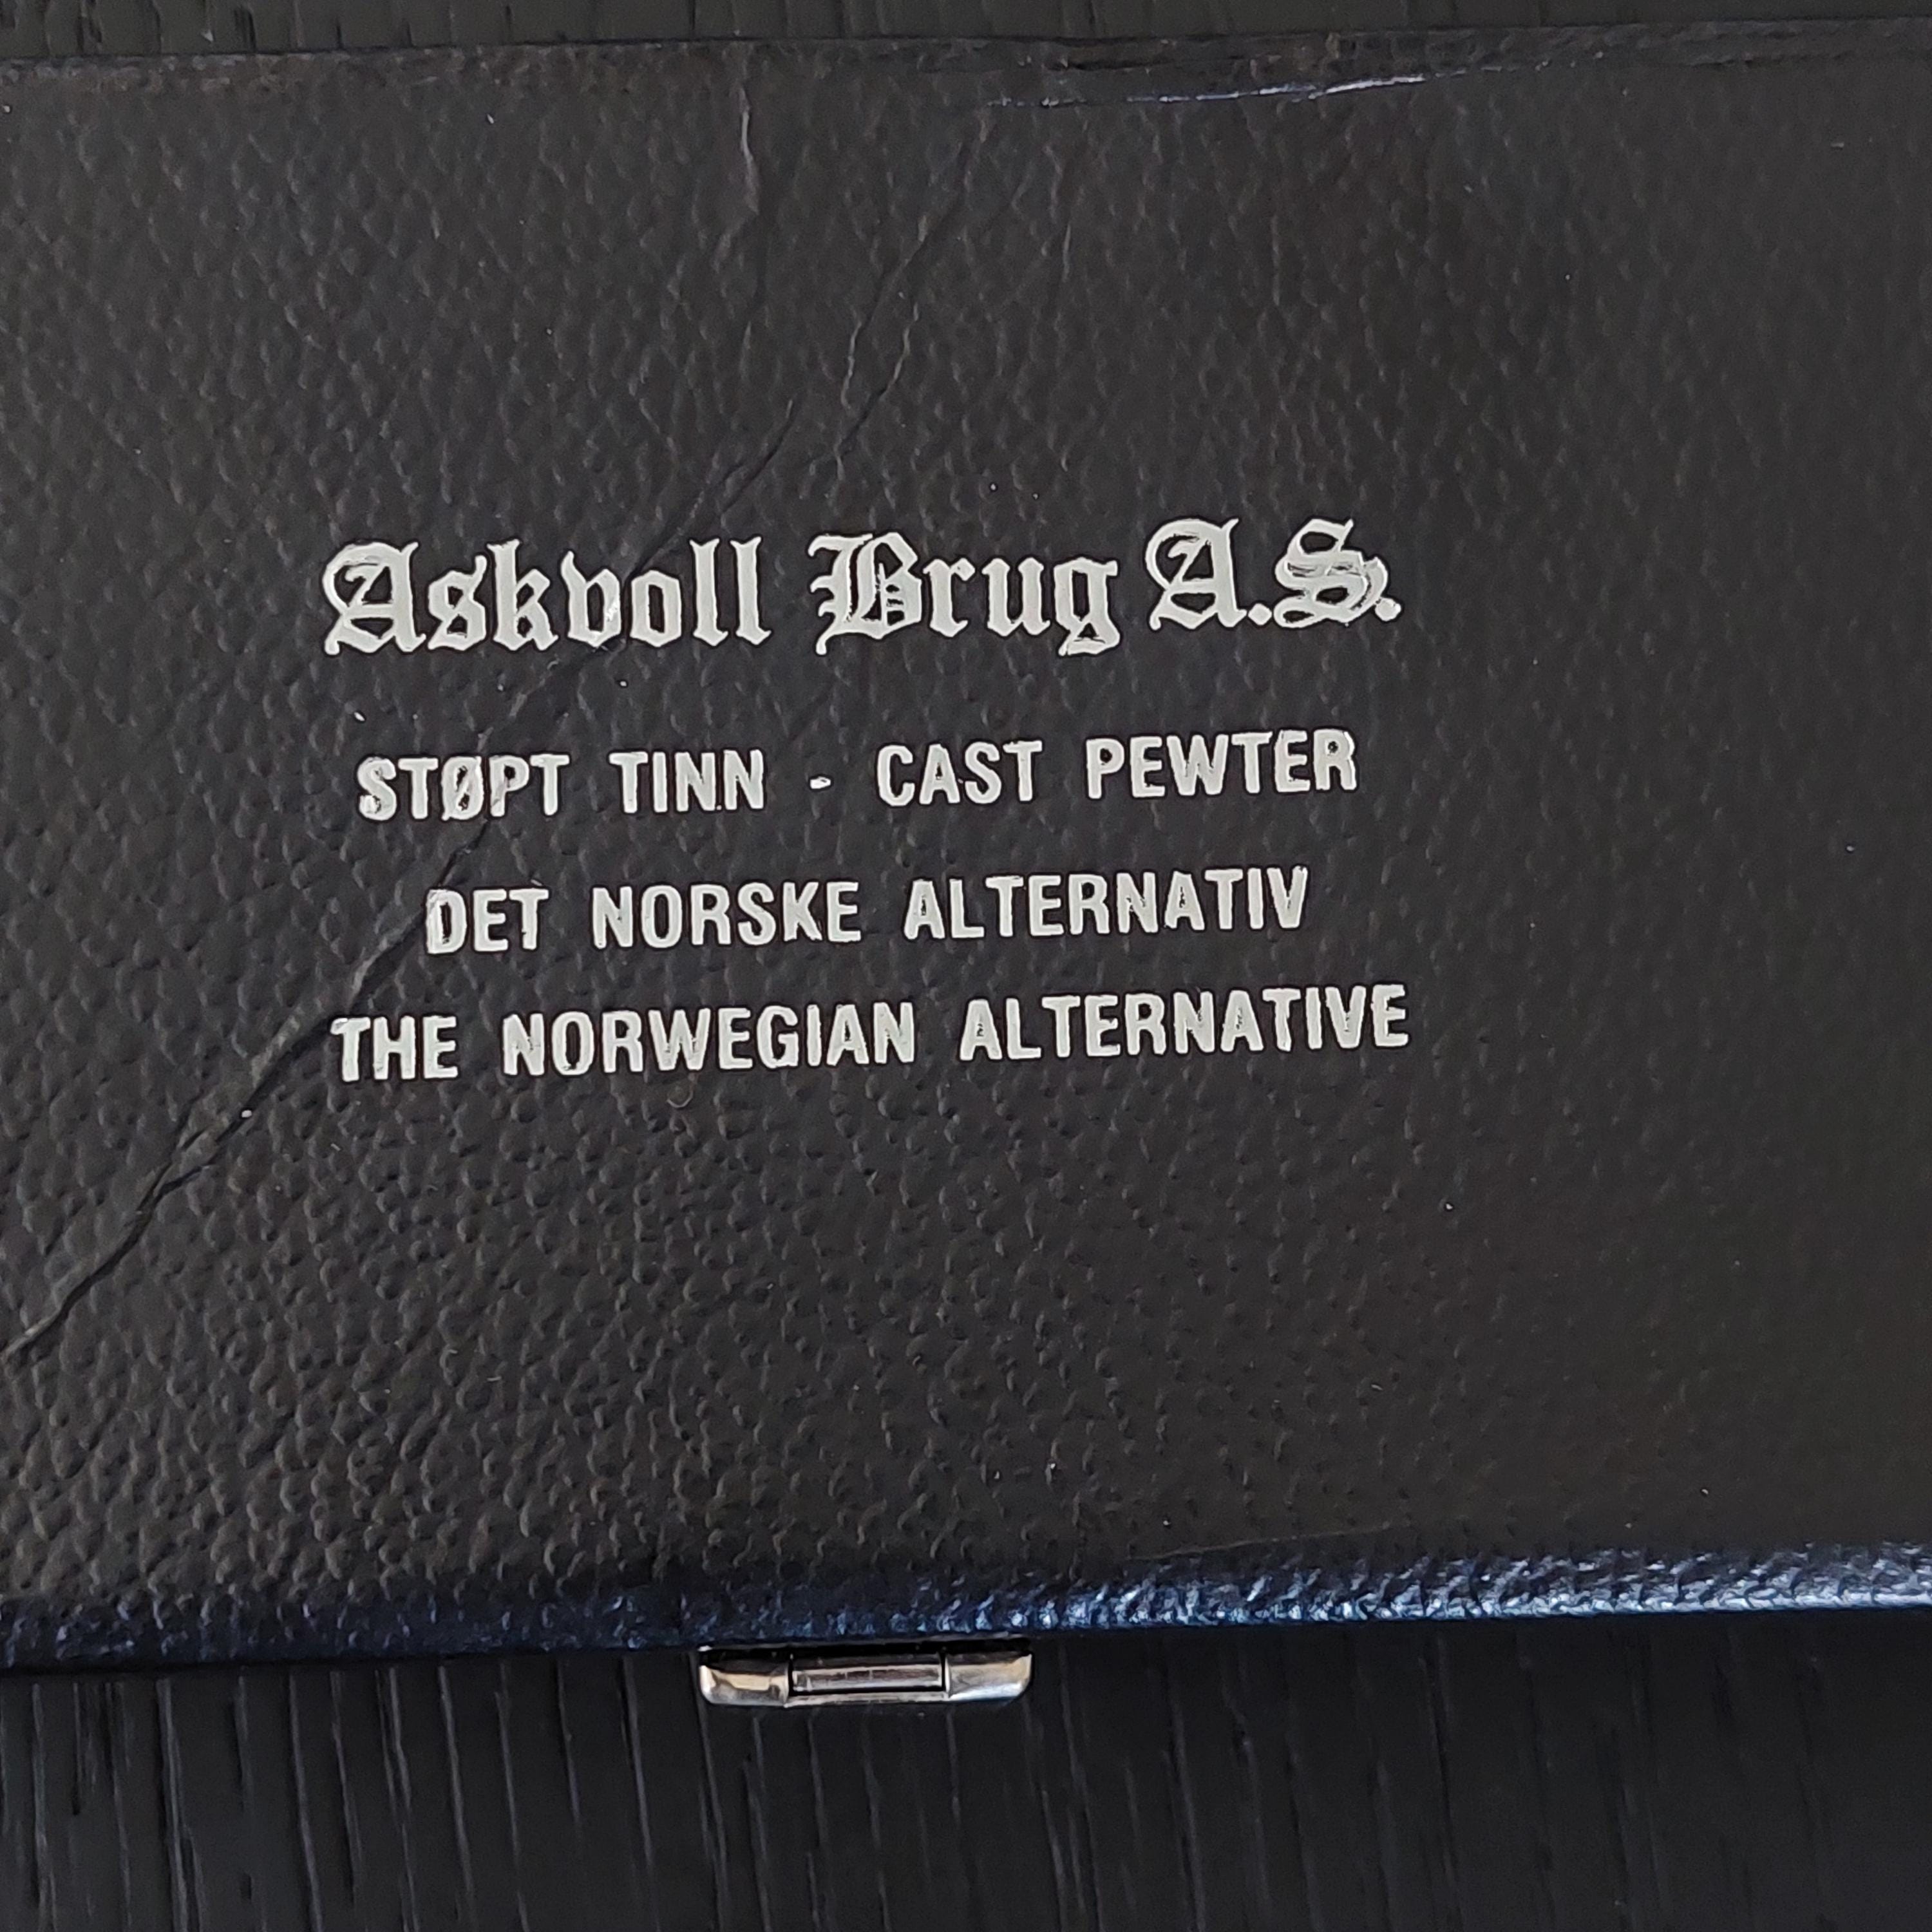 Askvoll Brug A.S.
STØPT TINN - CAST PEWTER
DET NORSKE ALTERNATIV
THE NORWEGIAN ALTERNATIVE